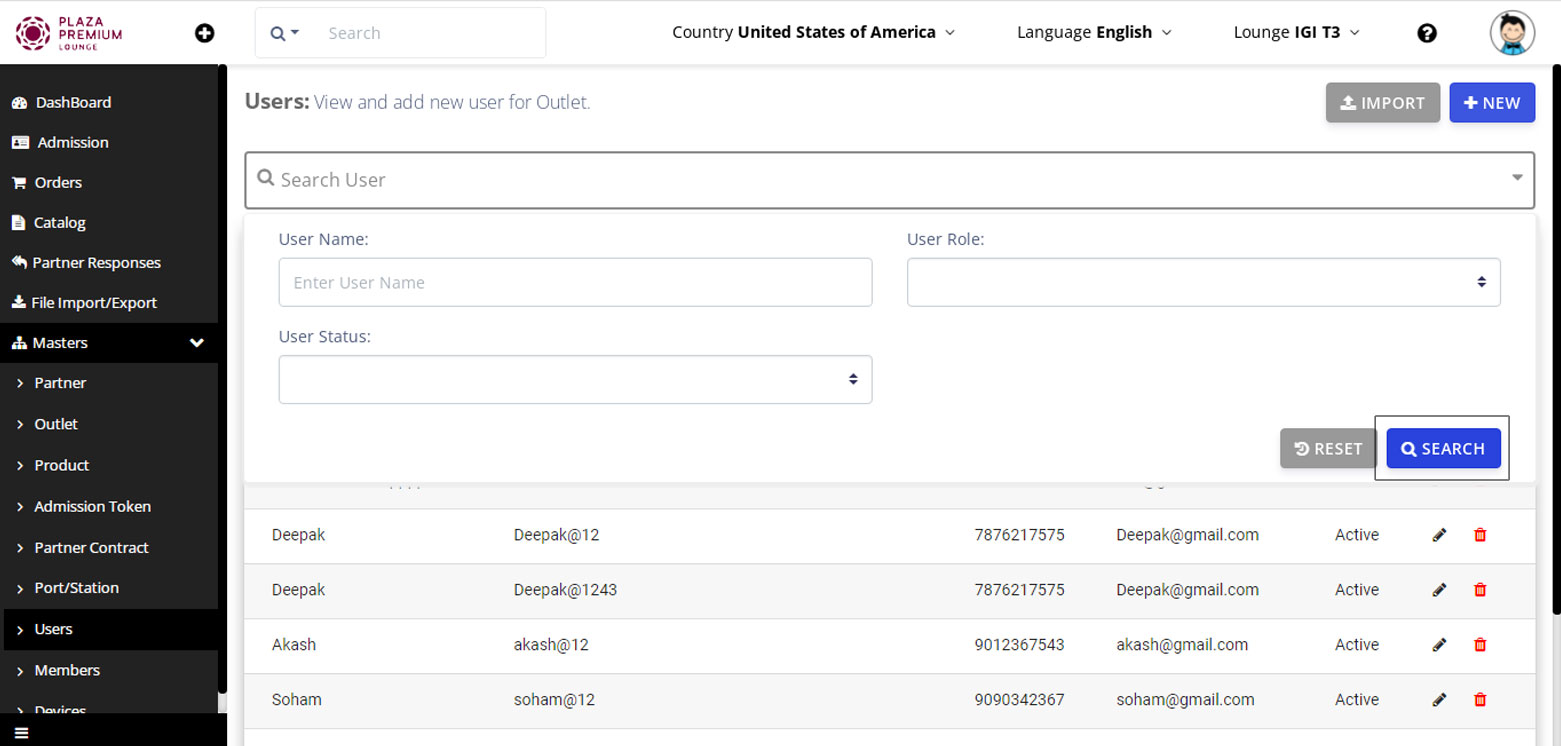 PLAZA
PREMIUM
LOUNGE
Search
Country United States of America
Language English
Lounge IGI T3
DashBoard
Admission
Orders
Catalog
Partner Responses
File Import/Export
Masters
Partner
Outlet
Product
Admission Token
Partner Contract
Port/Station
Users
Members
Devices
Users: View and add new user for Outlet.
IMPORT
NEW
Search User
User Name:
User Role:
Enter User Name
User Status:
RESET
SEARCH
Deepak Deepak@12 7876217575 Deepak@gmail.com Active
Deepak Deepak@1243 7876217575 Deepak@gmail.com Active
Akash akash@12 9012367543 akash@gmail.com Active
Soham soham@12 9090342367 soham@gmail.com Active